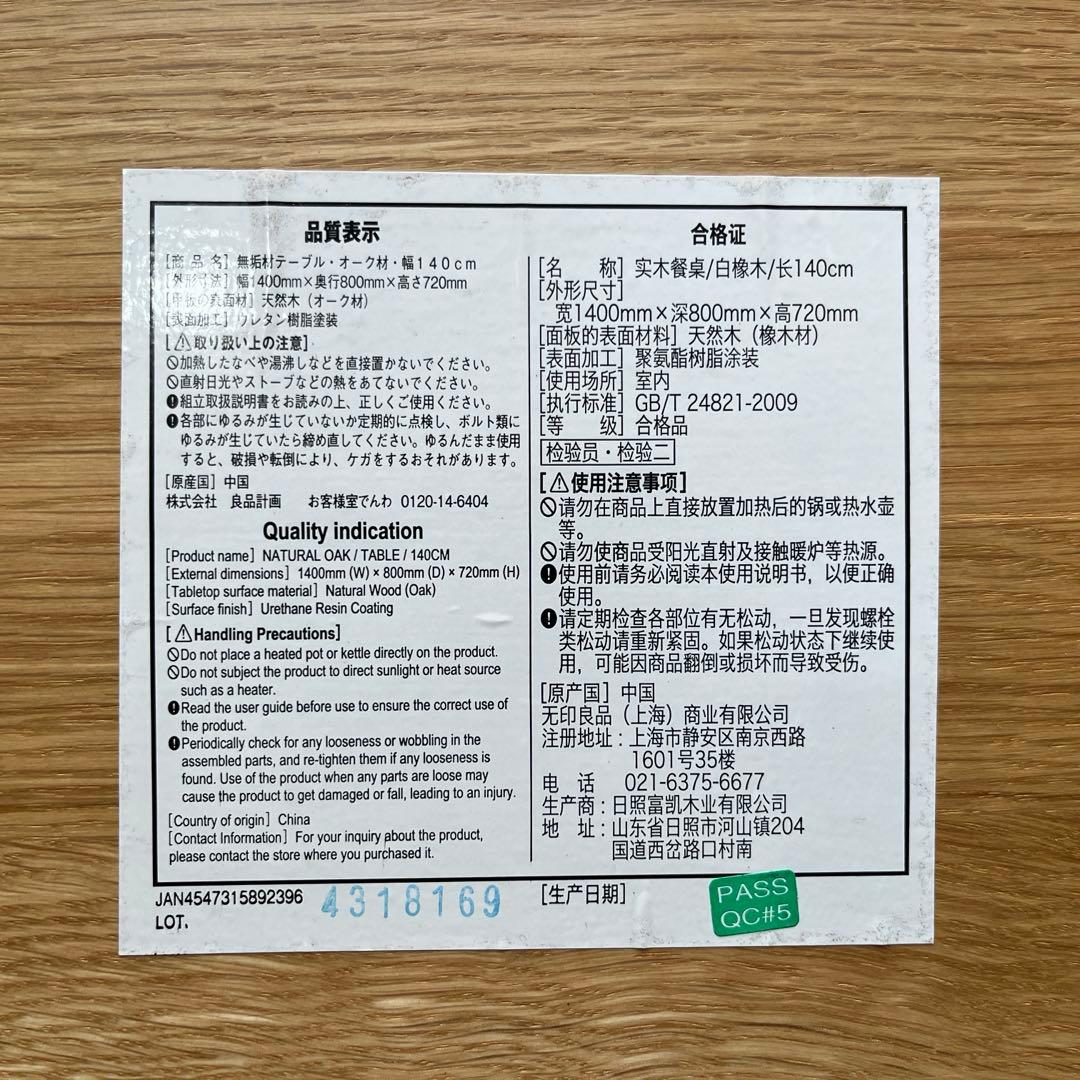 品質表示
[商品名] 無垢材テーブル・オーク材・幅140cm
[外形寸法] 幅1400mm×奥行800mm×高さ720mm
[甲板の表面材] 天然木（オーク材）
[表面加工] ウレタン樹脂塗装
[⚠取り扱い上の注意]
🚫加熱したなべや湯沸しなどを直接置かないでください。
🚫直射日光やストーブなどの熱をあてないでください。
❗組立取扱説明書をお読みの上、正しくご使用ください。
❗各部にゆるみが生じていないか定期的に点検し、ボルト類に
ゆるみが生じていたら締め直してください。ゆるんだまま使用
すると、破損や転倒により、ケガをするおそれがあります。
[原産国] 中国
株式会社 良品計画 お客様室でんわ 0120-14-6404
Quality indication
[Product name] NATURAL OAK / TABLE / 140CM
[External dimensions] 1400mm (W) × 800mm (D) × 720mm (H)
[Tabletop surface material] Natural Wood (Oak)
[Surface finish] Urethane Resin Coating
[⚠Handling Precautions]
🚫Do not place a heated pot or kettle directly on the product.
🚫Do not subject the product to direct sunlight or heat source
such as a heater.
❗Read the user guide before use to ensure the correct use of
the product.
❗Periodically check for any looseness or wobbling in the
assembled parts, and re-tighten them if any looseness is
found. Use of the product when any parts are loose may
cause the product to get damaged or fall, leading to an injury.
[Country of origin] China
[Contact Information] For your inquiry about the product,
please contact the store where you purchased it.
合格证
[名 称] 实木餐桌/白橡木/长140cm
[外形尺寸]
宽1400mm×深800mm×高720mm
[面板的表面材料] 天然木（橡木材）
[表面加工] 聚氨酯树脂涂装
[使用场所] 室内
[执行标准] GB/T 24821-2009
[等 级] 合格品
检验员・检验二
[⚠使用注意事项]
🚫请勿在商品上直接放置加热后的锅或热水壶
等。
🚫请勿使商品受阳光直射及接触暖炉等热源。
❗使用前请务必阅读本使用说明书，以便正确
使用。
❗请定期检查各部位有无松动，一旦发现螺栓
类松动请重新紧固。如果松动状态下继续使
用，可能因商品翻倒或损坏而导致受伤。
[原产国] 中国
无印良品（上海）商业有限公司
注册地址：上海市静安区南京西路
1601号35楼
电 话 021-6375-6677
生产商：日照富凯木业有限公司
地 址：山东省日照市河山镇204
国道西岔路口村南
JAN4547315892396
LOT.
4318169
[生产日期]
PASS
QC#5